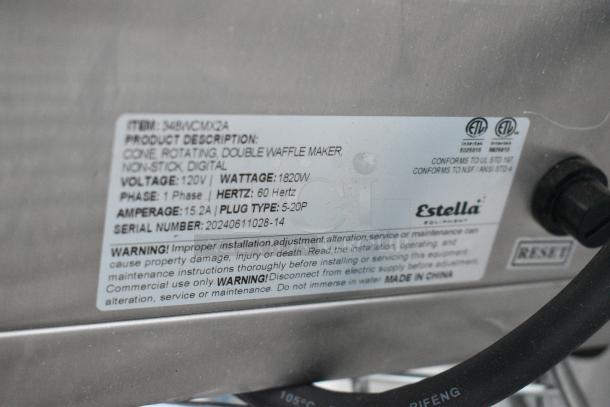 ITEM: 348WCMX2A
PRODUCT DESCRIPTION:
CONE, ROTATING, DOUBLE WAFFLE MAKER,
NON-STICK, DIGITAL
VOLTAGE: 120V | WATTAGE: 1820W
PHASE: 1 Phase | HERTZ: 60 Hertz
AMPERAGE: 15.2A | PLUG TYPE: 5-20P
SERIAL NUMBER: 20240611028-14
ETL ETL
Intertek Intertek
CONFORMS TO UL STD 197
CONFORMS TO NSF / ANSI STD 4
Estella
WARNING! Improper installation, adjustment, alteration, service or maintenance can
cause property damage, injury or death. Read the installation, operating, and
maintenance instructions thoroughly before installing or servicing this equipment.
Commercial use only WARNING! Disconnect from electric supply before adjustment,
alteration, service or maintenance. Do not immerse in water MADE IN CHINA
RESET
105°C